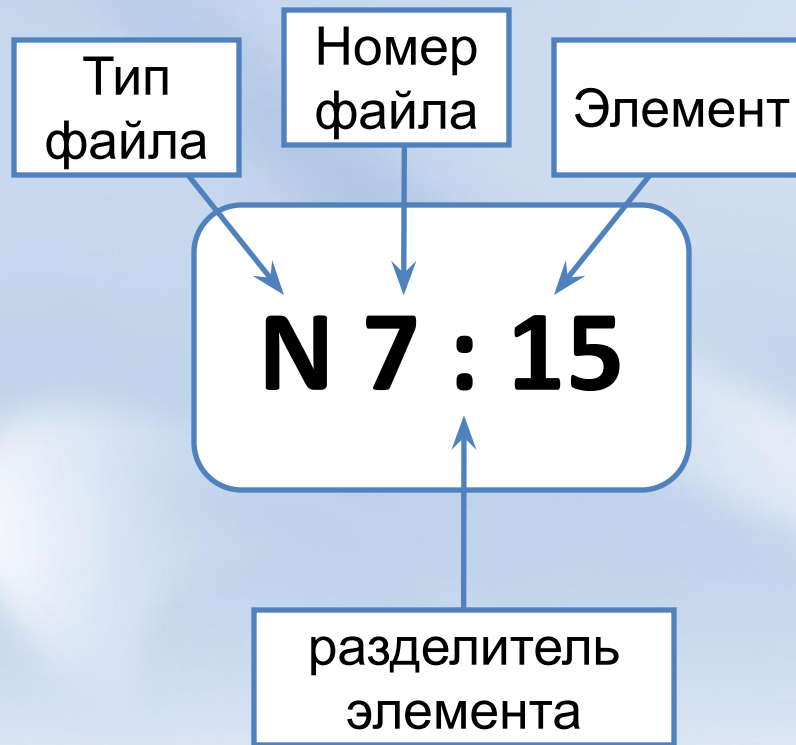 Тип
файла
Номер
файла
Элемент
N 7 : 15
разделитель
элемента